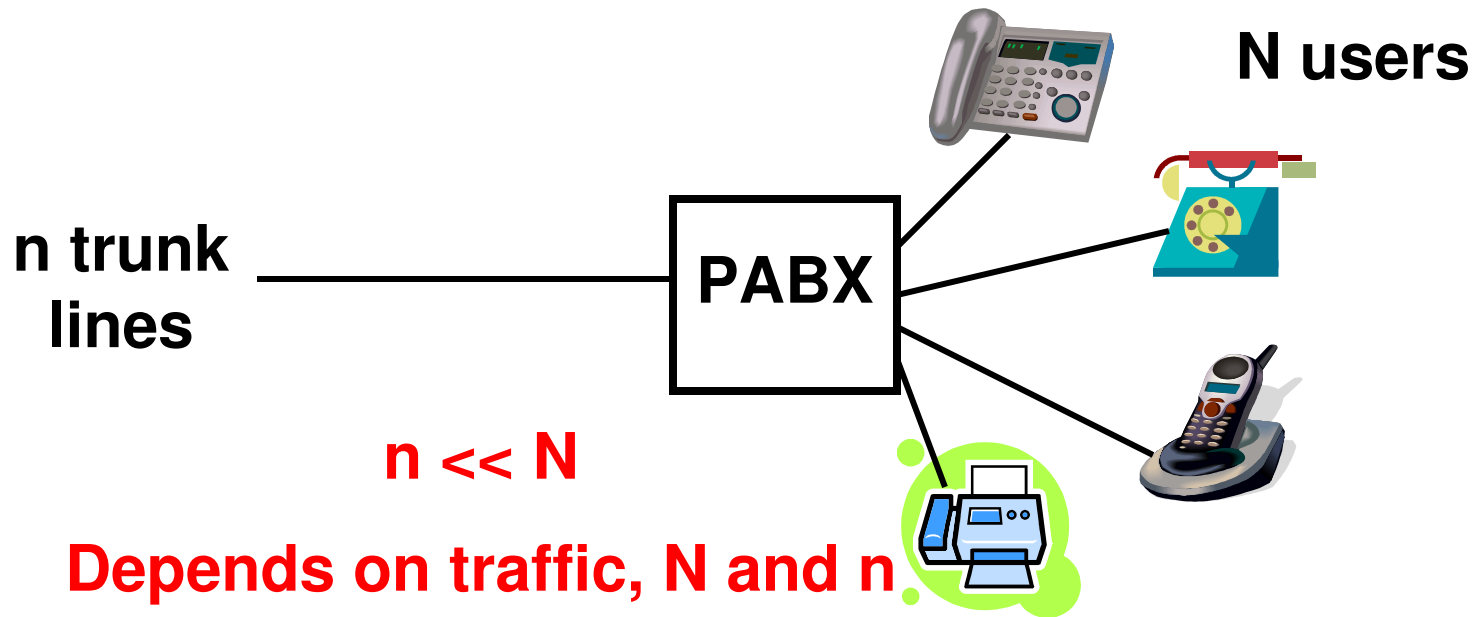 N users
n trunk
lines
PABX
n << N
Depends on traffic, N and n